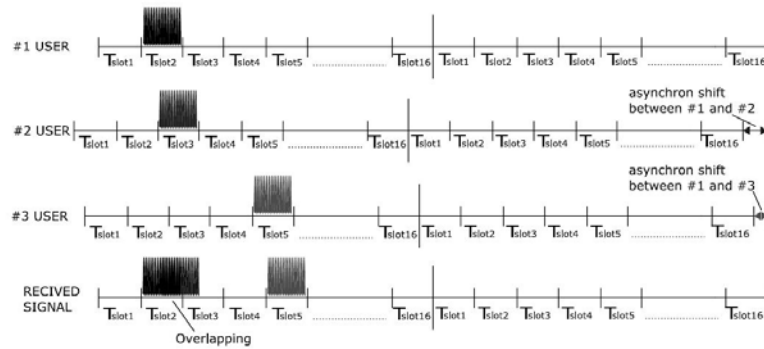 #1 USER
Tslot1 Tslot2 Tslot3 Tslot4 Tslot5 .................... Tslot16 Tslot1 Tslot2 Tslot3 Tslot4 Tslot5 .................... Tslot16
asynchron shift
between #1 and #2
#2 USER
Tslot1 Tslot2 Tslot3 Tslot4 Tslot5 .................... Tslot16 Tslot1 Tslot2 Tslot3 Tslot4 Tslot5 .................... Tslot16
asynchron shift
between #1 and #3
#3 USER
Tslot1 Tslot2 Tslot3 Tslot4 Tslot5 .................... Tslot16 Tslot1 Tslot2 Tslot3 Tslot4 Tslot5 .................... Tslot16
RECIVED
SIGNAL
Tslot1 Tslot2 Tslot3 Tslot4 Tslot5 .................... Tslot16 Tslot1 Tslot2 Tslot3 Tslot4 Tslot5 .................... Tslot16
Overlapping